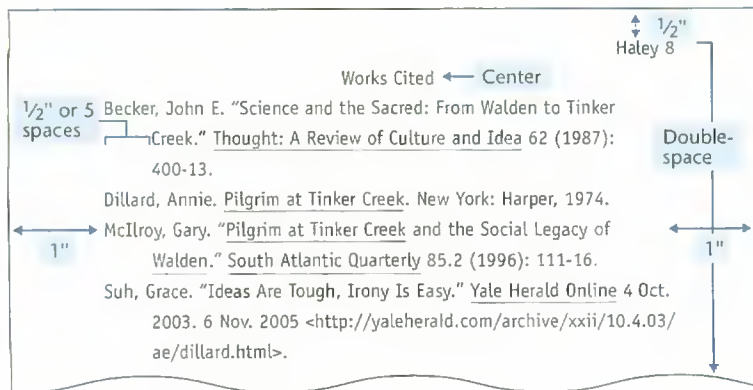 1/2"
Haley 8
Works Cited ← Center
1/2" or 5 spaces
Becker, John E. "Science and the Sacred: From Walden to Tinker
Creek." Thought: A Review of Culture and Idea 62 (1987):
400-13.
Double-space
Dillard, Annie. Pilgrim at Tinker Creek. New York: Harper, 1974.
McIlroy, Gary. "Pilgrim at Tinker Creek and the Social Legacy of
1"
1"
Walden." South Atlantic Quarterly 85.2 (1996): 111-16.
Suh, Grace. "Ideas Are Tough, Irony Is Easy." Yale Herald Online 4 Oct.
2003. 6 Nov. 2005 <http://yaleherald.com/archive/xxii/10.4.03/
ae/dillard.html>.